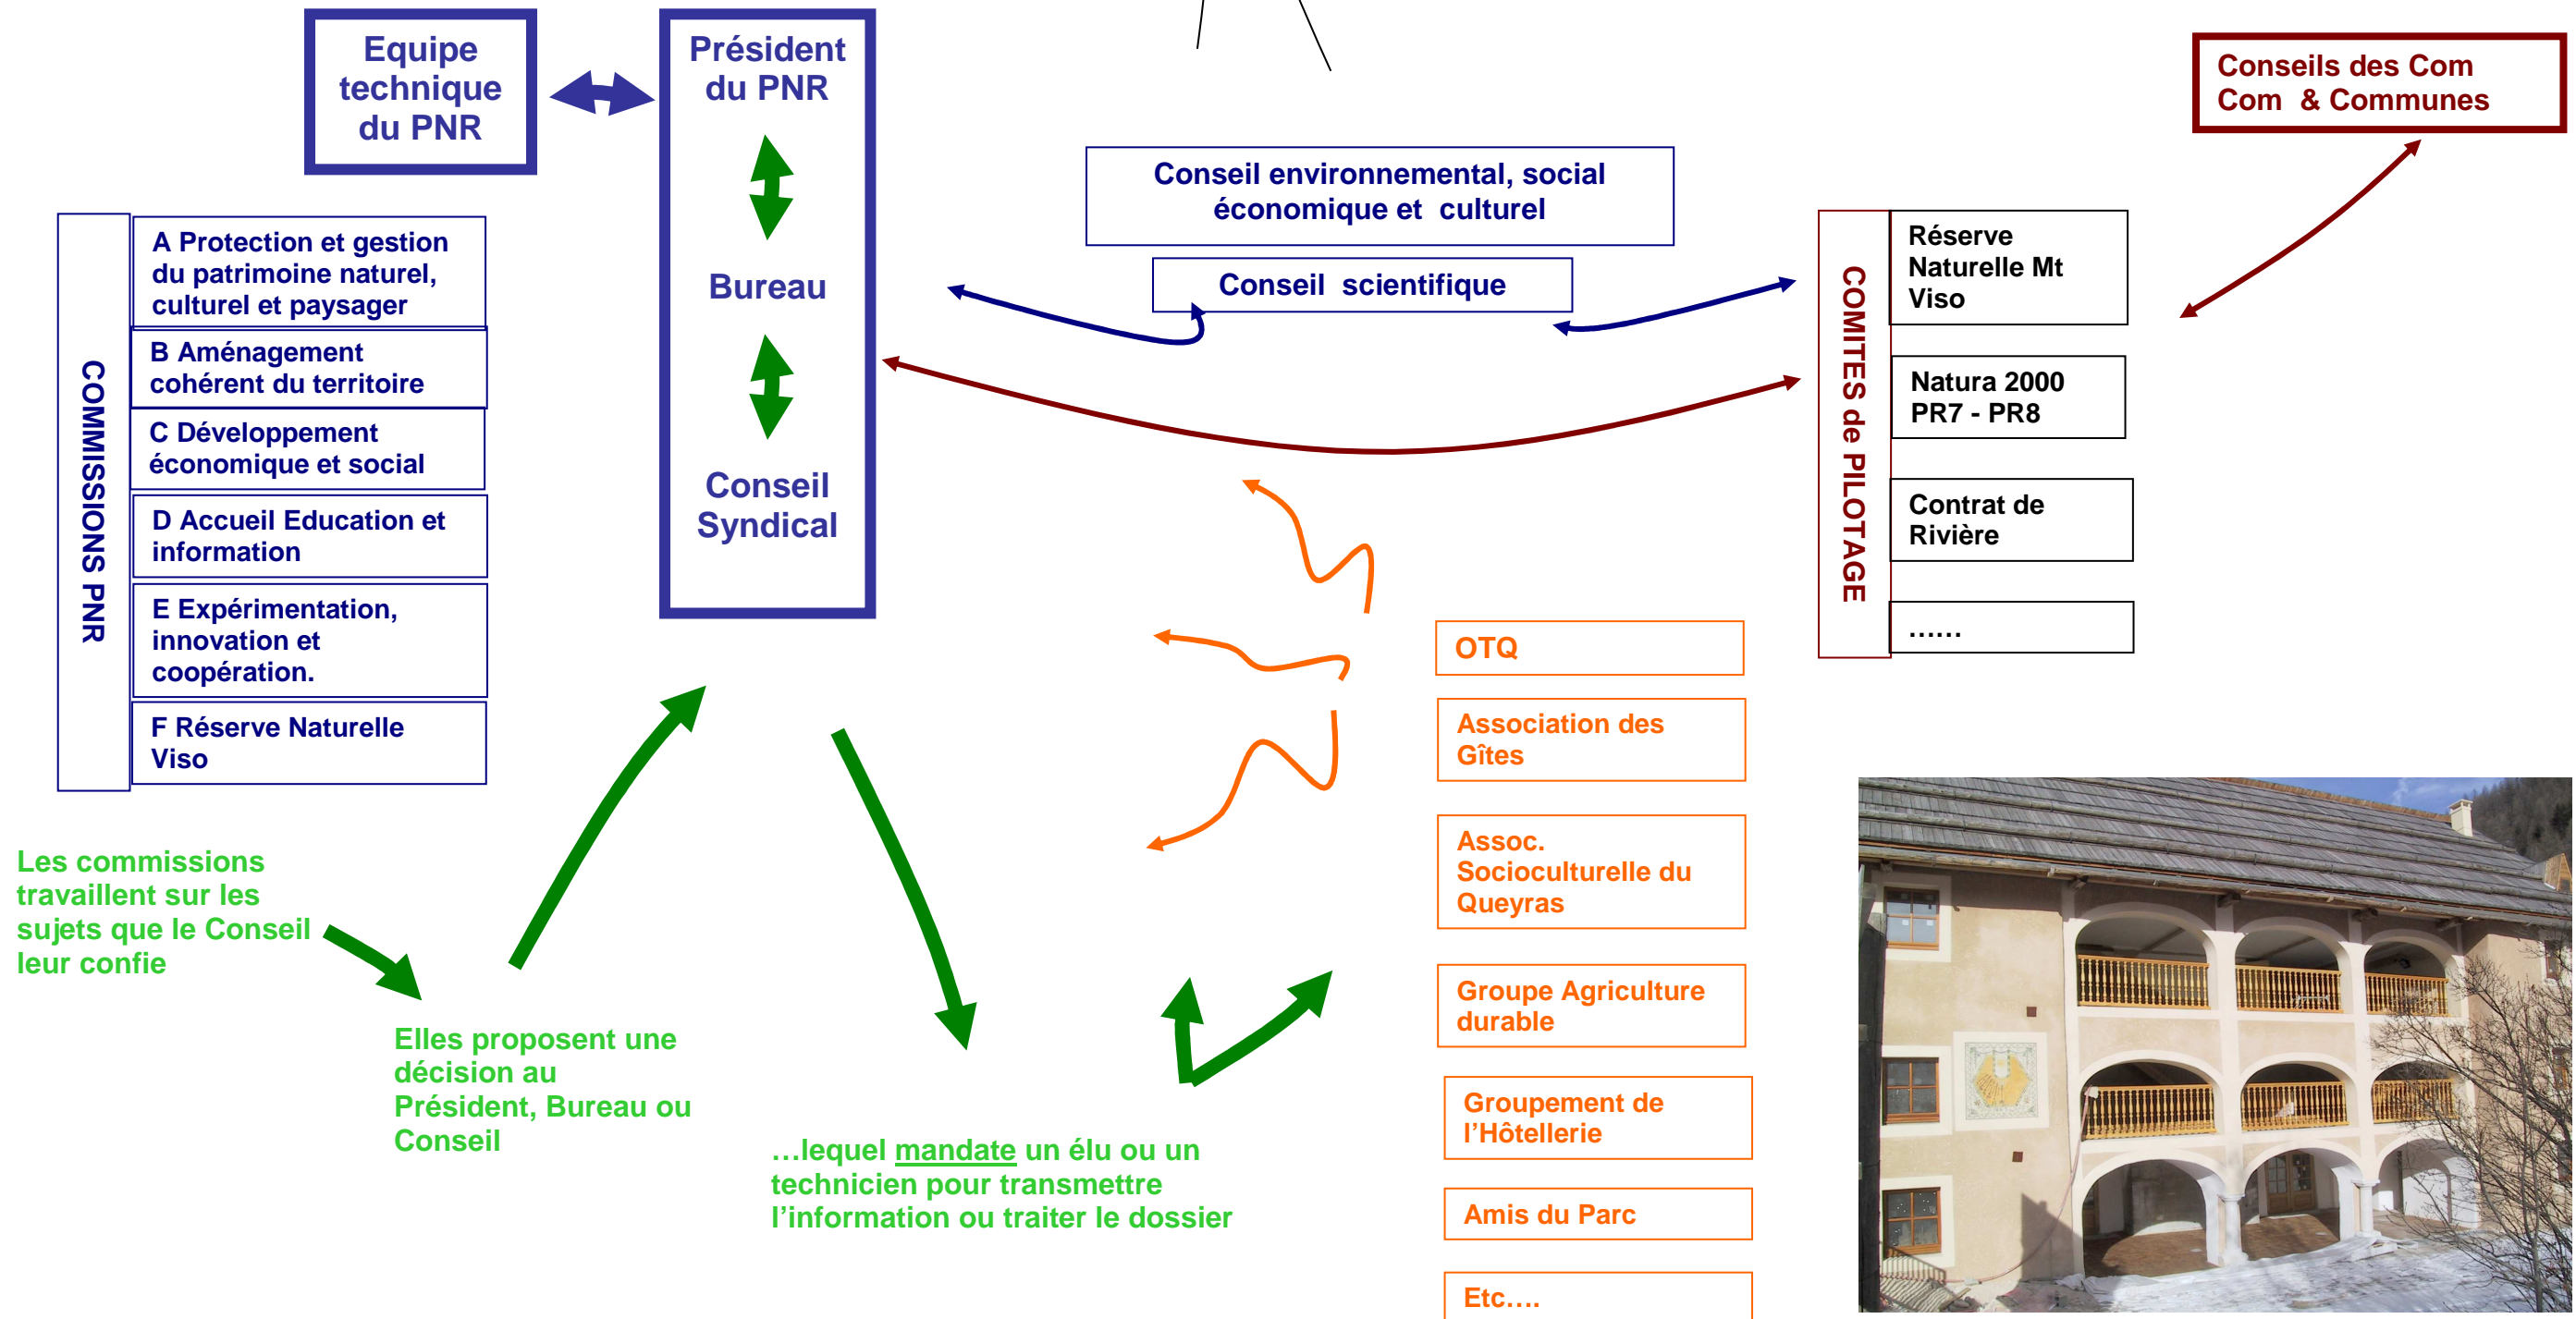 Equipe
technique
du PNR
Président
du PNR
Bureau
Conseil
Syndical
Conseil environnemental, social
économique et culturel
Conseil scientifique
Conseils des Com
Com & Communes
COMMISSIONS PNR
A Protection et gestion
du patrimoine naturel,
culturel et paysager
B Aménagement
cohérent du territoire
C Développement
économique et social
D Accueil Education et
information
E Expérimentation,
innovation et
coopération.
F Réserve Naturelle
Viso
COMITES de PILOTAGE
Réserve
Naturelle Mt
Viso
Natura 2000
PR7 - PR8
Contrat de
Rivière
……
OTQ
Association des
Gîtes
Assoc.
Socioculturelle du
Queyras
Groupe Agriculture
durable
Groupement de
l’Hôtellerie
Amis du Parc
Etc….
Les commissions
travaillent sur les
sujets que le Conseil
leur confie
Elles proposent une
décision au
Président, Bureau ou
Conseil
…lequel mandate un élu ou un
technicien pour transmettre
l’information ou traiter le dossier